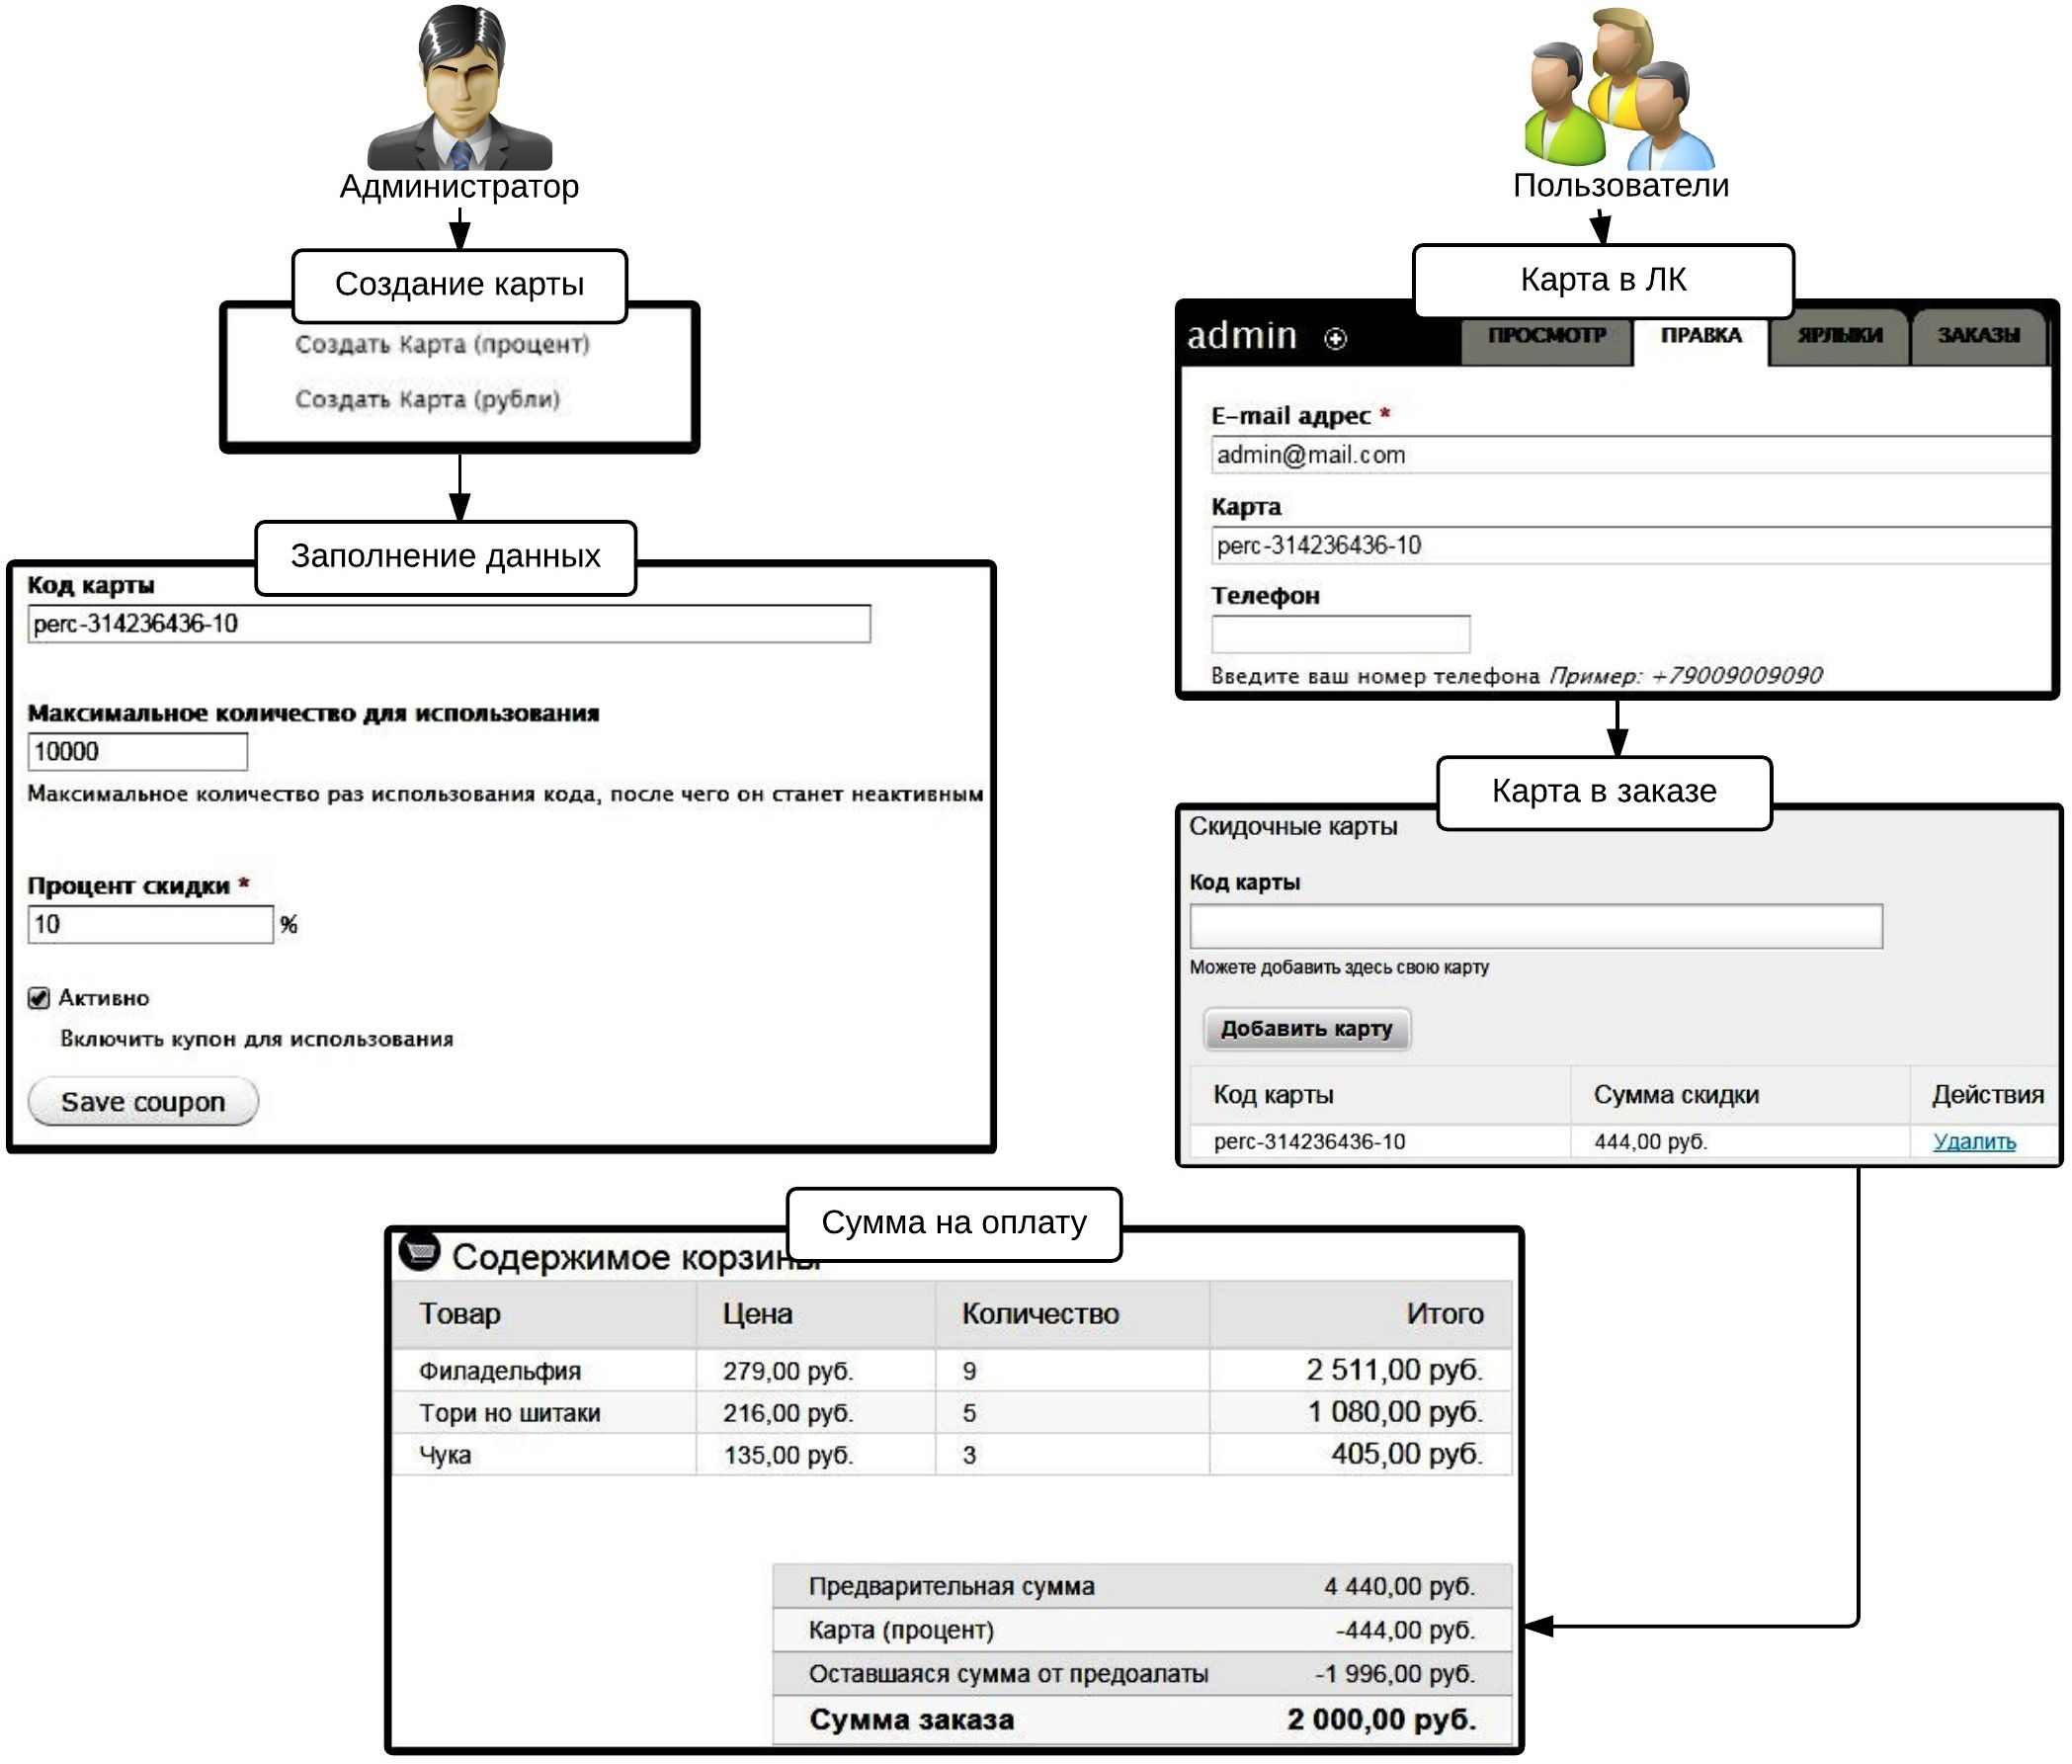 Администратор
Создание карты
Создать Карта (процент)
Создать Карта (рубли)
Заполнение данных
Код карты
perc-314236436-10
Максимальное количество для использования
10000
Максимальное количество раз использования кода, после чего он станет неактивным
Процент скидки *
10 %
Активно
Включить купон для использования
Save coupon
Пользователи
Карта в ЛК
admin ПРОСМОТР ПРАВКА ЯРЛЫКИ ЗАКАЗЫ
E-mail адрес *
admin@mail.com
Карта
perc-314236436-10
Телефон
Введите ваш номер телефона Пример: +79009009090
Карта в заказе
Скидочные карты
Код карты
Можете добавить здесь свою карту
Добавить карту
Код карты Сумма скидки Действия
perc-314236436-10 444,00 руб. Удалить
Сумма на оплату
Содержимое корзины
Товар Цена Количество Итого
Филадельфия 279,00 руб. 9 2 511,00 руб.
Тори но шитаки 216,00 руб. 5 1 080,00 руб.
Чука 135,00 руб. 3 405,00 руб.
Предварительная сумма 4 440,00 руб.
Карта (процент) -444,00 руб.
Оставшаяся сумма от предоалаты -1 996,00 руб.
Сумма заказа 2 000,00 руб.